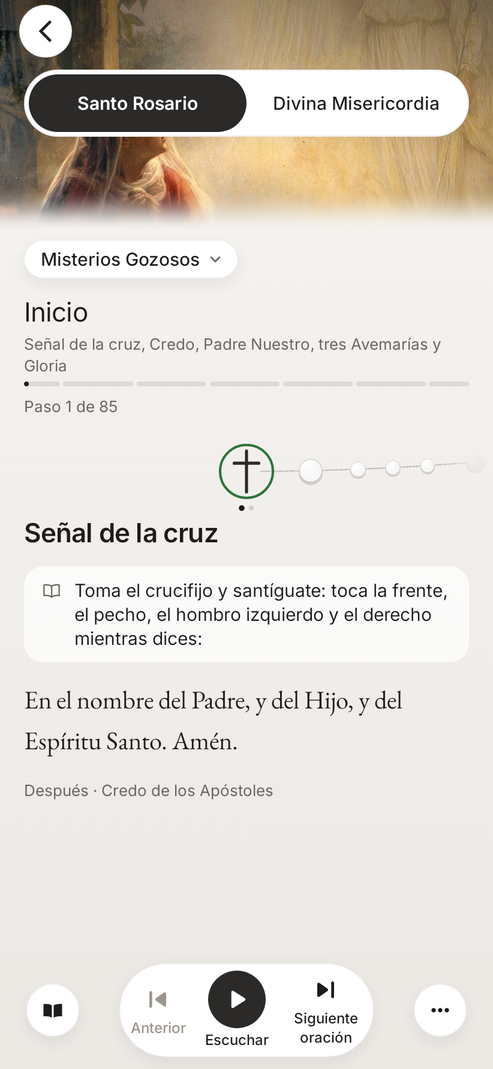 Santo Rosario
Divina Misericordia
Misterios Gozosos
Inicio
Señal de la cruz, Credo, Padre Nuestro, tres Avemarías y
Gloria
Paso 1 de 85
Señal de la cruz
Toma el crucifijo y santíguate: toca la frente,
el pecho, el hombro izquierdo y el derecho
mientras dices:
En el nombre del Padre, y del Hijo, y del
Espíritu Santo. Amén.
Después · Credo de los Apóstoles
Anterior
Escuchar
Siguiente
oración